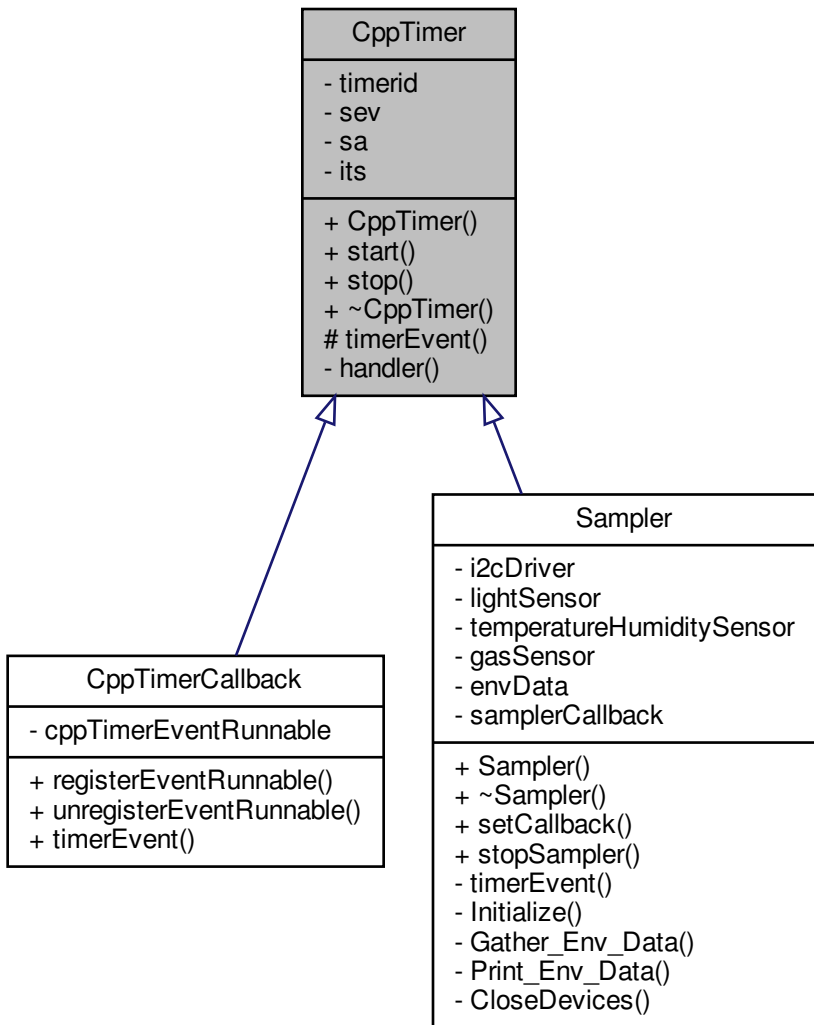 CppTimer
- timerid
- sev
- sa
- its
+ CppTimer()
+ start()
+ stop()
+ ~CppTimer()
# timerEvent()
- handler()
CppTimerCallback
- cppTimerEventRunnable
+ registerEventRunnable()
+ unregisterEventRunnable()
+ timerEvent()
Sampler
- i2cDriver
- lightSensor
- temperatureHumiditySensor
- gasSensor
- envData
- samplerCallback
+ Sampler()
+ ~Sampler()
+ setCallback()
+ stopSampler()
- timerEvent()
- Initialize()
- Gather_Env_Data()
- Print_Env_Data()
- CloseDevices()